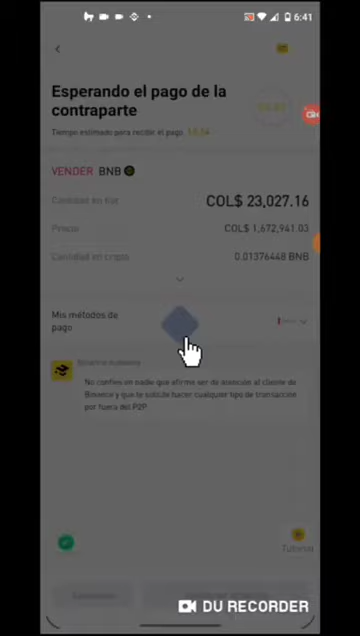 6:41
Esperando el pago de la
contraparte
Tiempo estimado para recibir el pago
VENDER BNB
Cantidad en fiat COL$ 23,027.16
Precio COL$ 1,672,941.03
Cantidad en cripto 0.01376448 BNB
Mis métodos de
pago
No confíes en nadie que afirme ser de atención al cliente de
Binance y que te solicite hacer cualquier tipo de transacción
por fuera del P2P
Tutorial
DU RECORDER